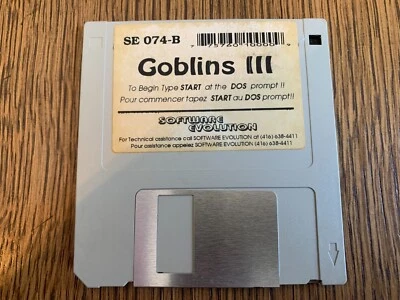 SE 074-B
Goblins III
To Begin Type START at the DOS prompt !!
Pour commencer tapez START au DOS prompt!!
SOFTWARE
EVOLUTION
For Technical assistance call SOFTWARE EVOLUTION at (416) 638-4411
Pour assistance appelez SOFTWARE EVOLUTION (416) 638-4411